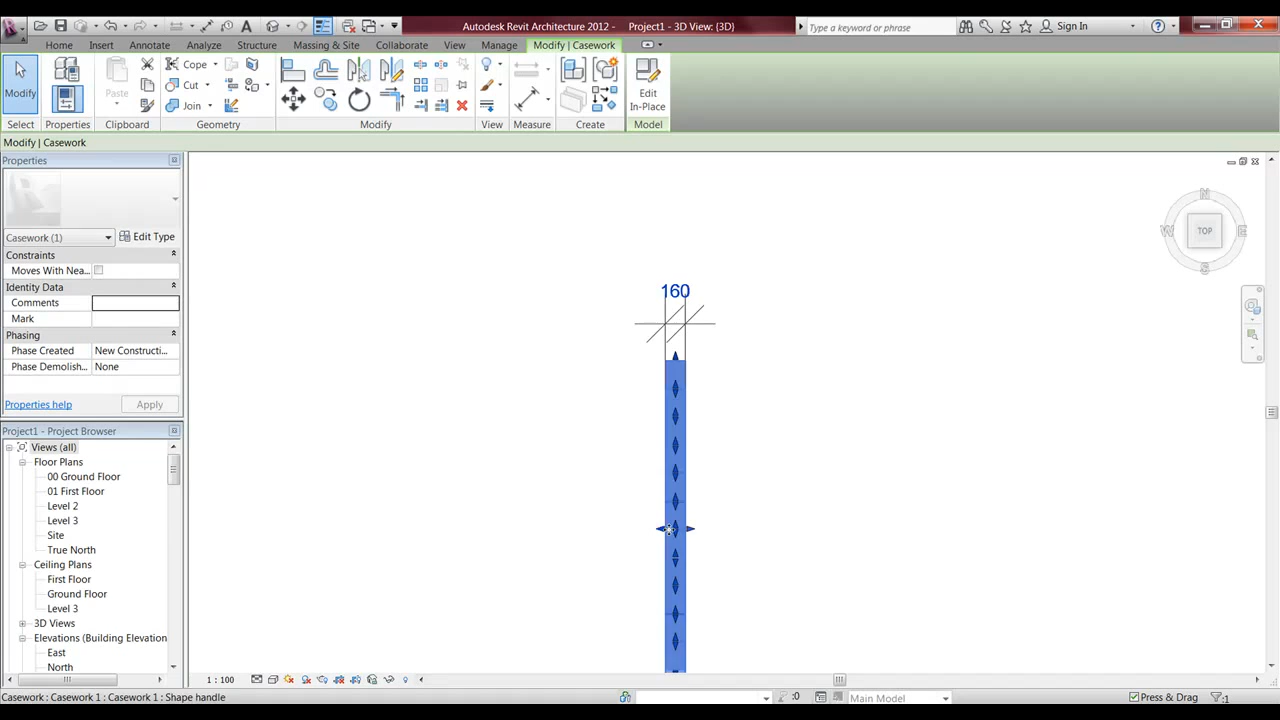 Autodesk Revit Architecture 2012 - Project1 - 3D View: {3D}
Type a keyword or phrase
Sign In
Home Insert Annotate Analyze Structure Massing & Site Collaborate View Manage Modify | Casework
Modify
Paste
Cope
Cut
Join
Edit
In-Place
Select Properties Clipboard Geometry Modify View Measure Create Model
Modify | Casework
Properties
Casework (1)
Edit Type
Constraints
Moves With Nea...
Identity Data
Comments
Mark
Phasing
Phase Created New Constructi...
Phase Demolish... None
Properties help
Apply
Project1 - Project Browser
Views (all)
Floor Plans
00 Ground Floor
01 First Floor
Level 2
Level 3
Site
True North
Ceiling Plans
First Floor
Ground Floor
Level 3
3D Views
Elevations (Building Elevation
East
North
160
N
W
TOP
E
S
1 : 100
Casework : Casework 1 : Casework 1 : Shape handle
:0
Main Model
Press & Drag
:1